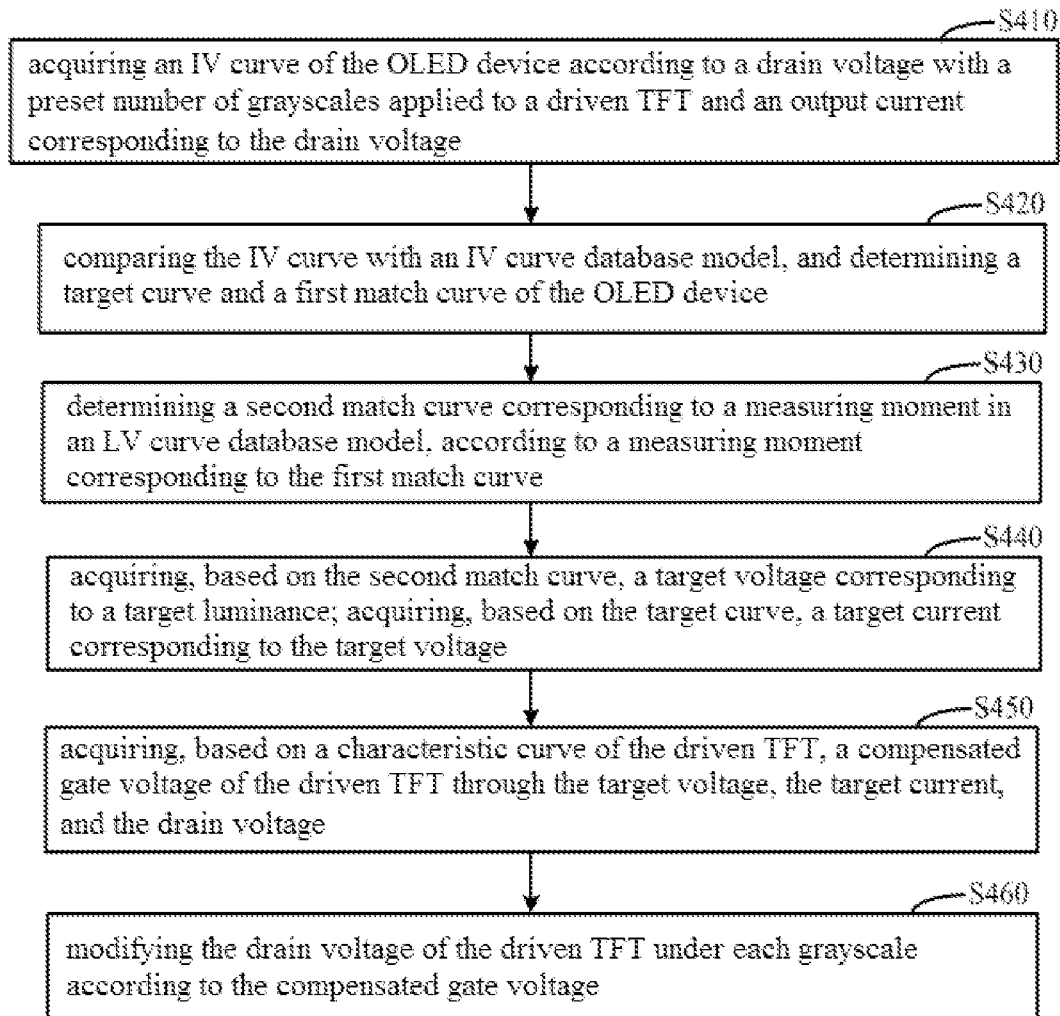 S410
acquiring an IV curve of the OLED device according to a drain voltage with a
preset number of grayscales applied to a driven TFT and an output current
corresponding to the drain voltage
S420
comparing the IV curve with an IV curve database model, and determining a
target curve and a first match curve of the OLED device
S430
determining a second match curve corresponding to a measuring moment in
an LV curve database model, according to a measuring moment
corresponding to the first match curve
S440
acquiring, based on the second match curve, a target voltage corresponding
to a target luminance; acquiring, based on the target curve, a target current
corresponding to the target voltage
S450
acquiring, based on a characteristic curve of the driven TFT, a compensated
gate voltage of the driven TFT through the target voltage, the target current,
and the drain voltage
S460
modifying the drain voltage of the driven TFT under each grayscale
according to the compensated gate voltage